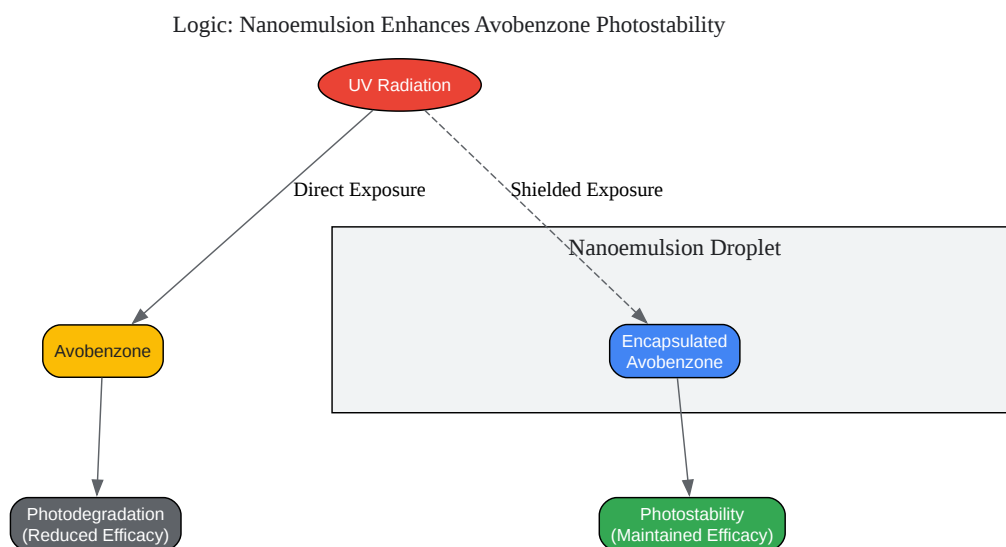 Logic: Nanoemulsion Enhances Avobenzone Photostability
UV Radiation
Direct Exposure
Shielded Exposure
Nanoemulsion Droplet
Avobenzone
Encapsulated
Avobenzone
Photodegradation
(Reduced Efficacy)
Photostability
(Maintained Efficacy)